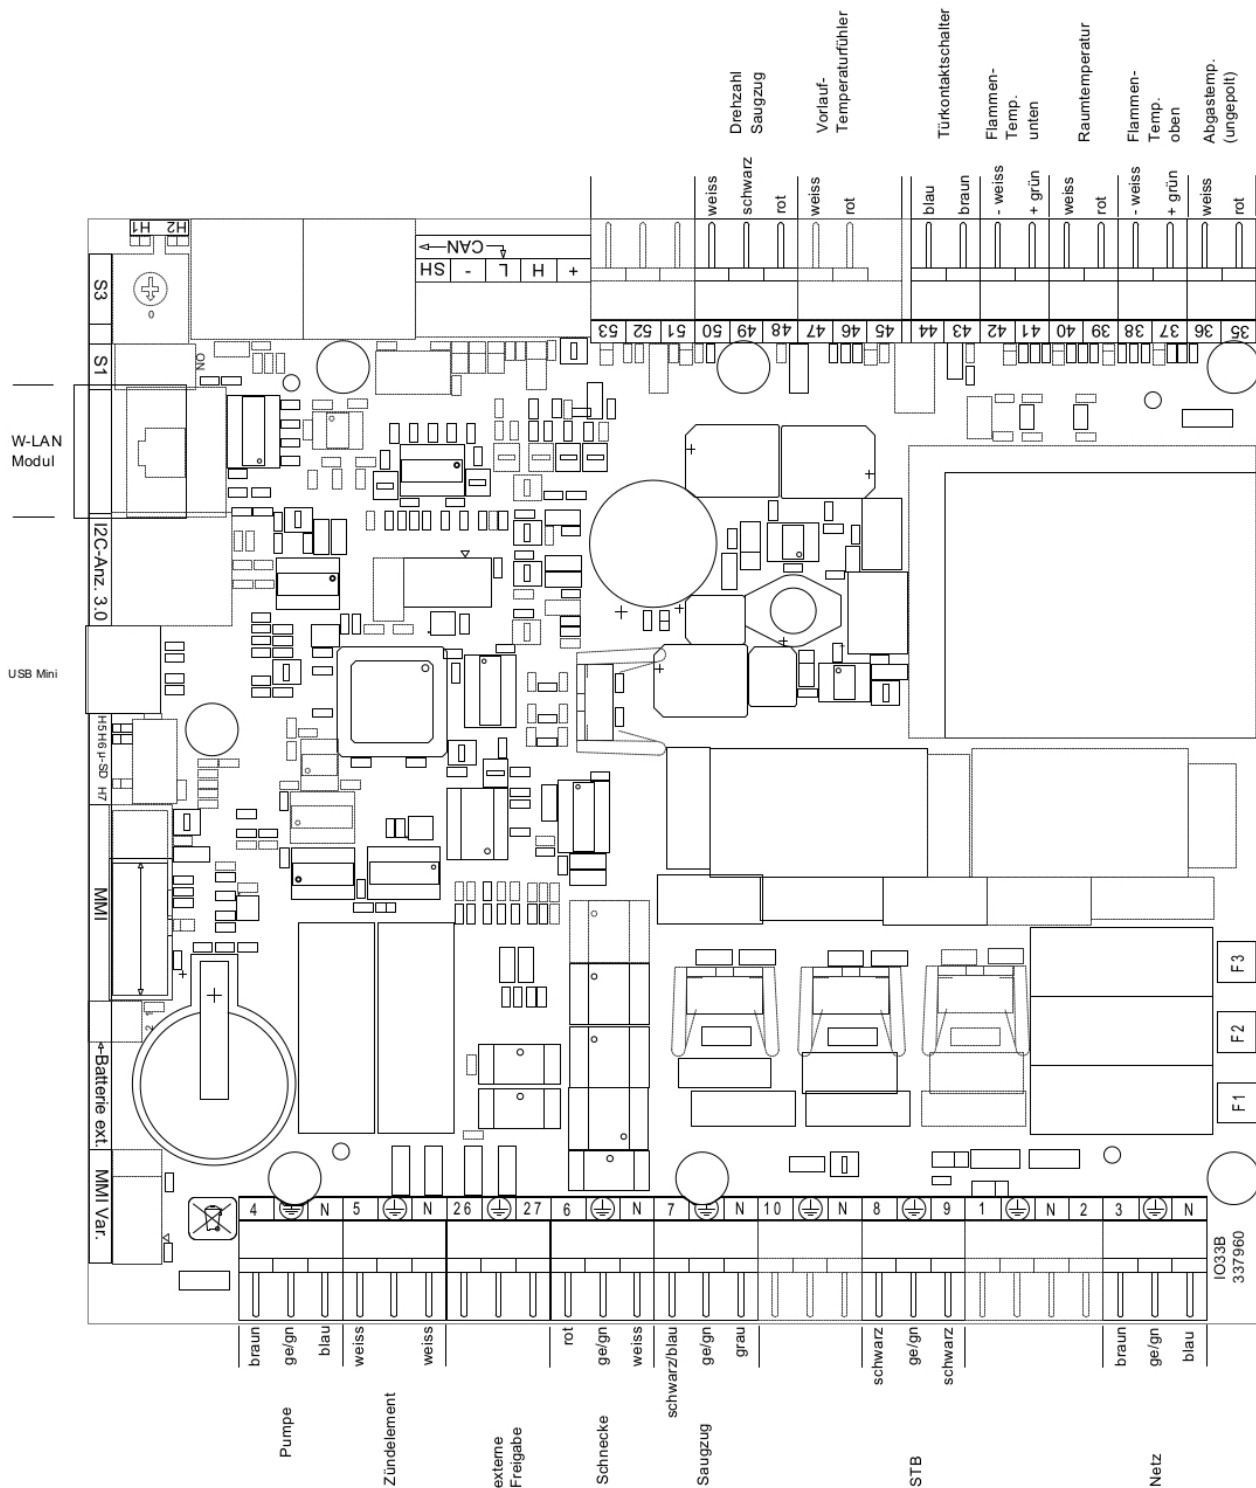 Drehzahl
Saugzug
Vorlauf-
Temperaturfühler
Türkontaktschalter
Flammen-
Temp.
unten
Raumtemperatur
Flammen-
Temp.
oben
Abgastemp.
(ungepolt)
weiss
schwarz
rot
weiss
rot
blau
braun
- weiss
+ grün
weiss
rot
- weiss
+ grün
weiss
rot
H1
H2
CAN
SH
-
L
H
+
53
52
51
50
49
48
47
46
45
44
43
42
41
40
39
38
37
36
35
S3
0
S1
ON
W-LAN
Modul
I2C-Anz. 3.0
USB Mini
H5 H6 µ-SD H7
MMI
Batterie ext.
MMI Var.
F3
F2
F1
4
N
5
N
26
27
6
N
7
N
10
N
8
9
1
N
2
3
N
IO33B
337960
braun
ge/gn
blau
weiss
weiss
rot
ge/gn
weiss
schwarz/blau
ge/gn
grau
schwarz
ge/gn
schwarz
braun
ge/gn
blau
Pumpe
Zündelement
externe
Freigabe
Schnecke
Saugzug
STB
Netz